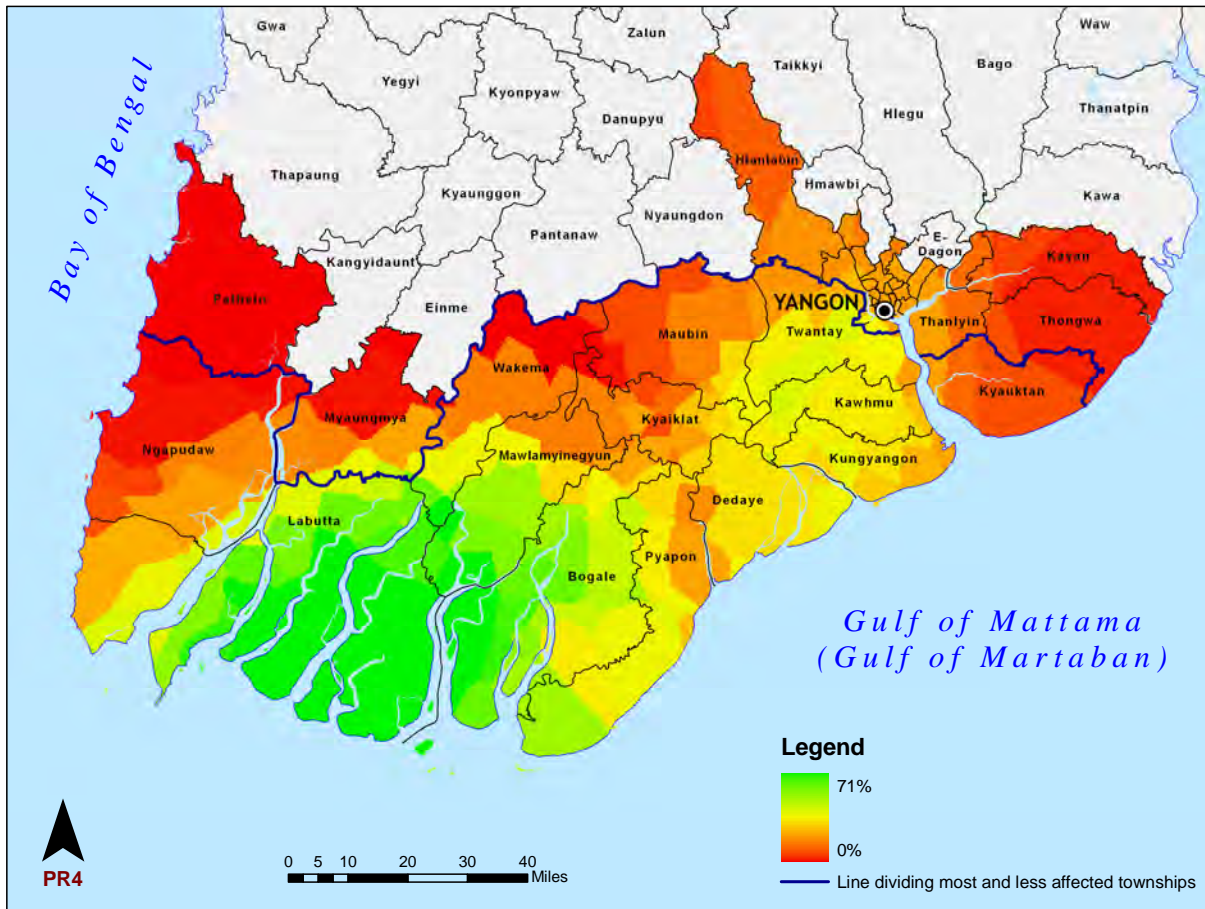 Gwa
Zalun
Waw
Yegyi
Kyonpyaw
Taikkyi
Bago
Thanatpin
Danupyu
Hlegu
Bay of Bengal
Thapaung
Hlanlabin
Hmawbi
Kyaunggon
Nyaungdon
Kawa
Pantanaw
E-
Dagon
Kangyidaunt
Kayan
Einme
Pathein
YANGON
Maubin
Twantay
Thanlyin
Thongwa
Wakema
Kyauktan
Kawhmu
Myaungmya
Kyaiklat
Ngapudaw
Mawlamyinegyun
Kungyangon
Dedaye
Labutta
Pyapon
Bogale
Gulf of Mattama
(Gulf of Martaban)
Legend
71%
0%
Line dividing most and less affected townships
PR4
0 5 10 20 30 40
Miles